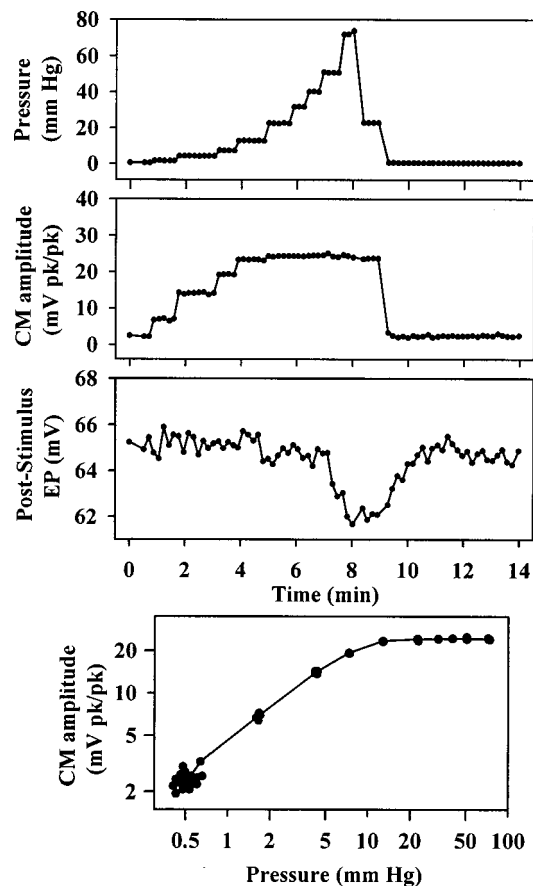 Pressure
(mm Hg)
80
60
40
20
0
CM amplitude
(mV pk/pk)
40
30
20
10
0
Post-Stimulus
EP (mV)
68
66
64
62
0 2 4 6 8 10 12 14
Time (min)
CM amplitude
(mV pk/pk)
20
10
5
2
0.5 1 2 5 10 20 50 100
Pressure (mm Hg)